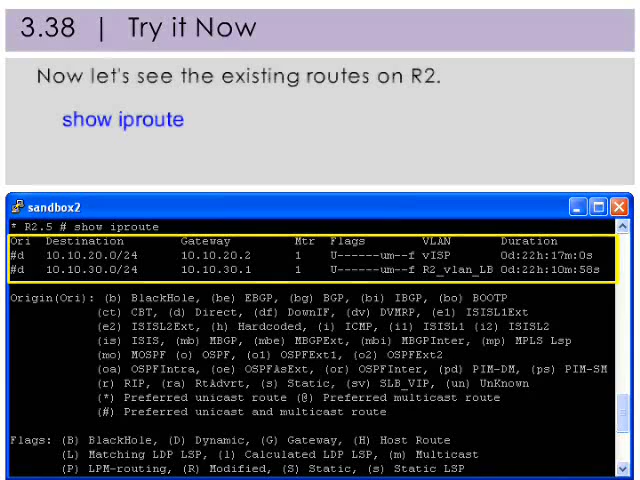 3.38 | Try it Now
Now let's see the existing routes on R2.
show iproute
sandbox2
* R2.5 # show iproute
Ori Destination Gateway Mtr Flags VLAN Duration
#d 10.10.20.0/24 10.10.20.2 1 U------um--f vISP 0d:22h:17m:0s
#d 10.10.30.0/24 10.10.30.1 1 U------um--f R2_vlan_LB 0d:22h:10m:58s
Origin(Ori): (b) BlackHole, (be) EBGP, (bg) BGP, (bi) IBGP, (bo) BOOTP
(ct) CBT, (d) Direct, (df) DownIF, (dv) DVMRP, (e1) ISISL1Ext
(e2) ISISL2Ext, (h) Hardcoded, (i) ICMP, (i1) ISISL1 (i2) ISISL2
(is) ISIS, (mb) MBGP, (mbe) MBGPExt, (mbi) MBGPInter, (mp) MPLS Lsp
(mo) MOSPF (o) OSPF, (o1) OSPFExt1, (o2) OSPFExt2
(oa) OSPFIntra, (oe) OSPFAsExt, (or) OSPFInter, (pd) PIM-DM, (ps) PIM-SM
(r) RIP, (ra) RtAdvrt, (s) Static, (sv) SLB_VIP, (un) UnKnown
(*) Preferred unicast route (@) Preferred multicast route
(#) Preferred unicast and multicast route
Flags: (B) BlackHole, (D) Dynamic, (G) Gateway, (H) Host Route
(L) Matching LDP LSP, (l) Calculated LDP LSP, (m) Multicast
(P) LPM-routing, (R) Modified, (S) Static, (s) Static LSP